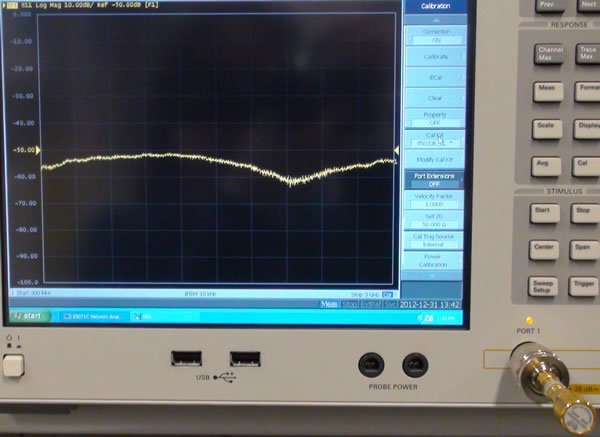 Tr1 S11 Log Mag 10.00dB/ Ref -50.00dB [F1]
0.000
-10.00
-20.00
-30.00
-40.00
-50.00
-60.00
-70.00
-80.00
-90.00
-100.0
IFBW 10 kHz
Stop 3 GHz
Meas Stop ExtRef Svc 2012-12-31 13:42
start
E5071C Network Anal...
Calibration
Correction
ON
Calibrate
ECal
Clear
Property
OFF
Cal Kit
Modify Cal Kit
Port Extensions
OFF
Velocity Factor
1.0000
Set Z0
50.000 Ω
Cal Trig Source
Internal
Power
Calibration
Prev
Next
RESPONSE
Channel
Max
Trace
Max
Meas
Format
Scale
Display
Avg
Cal
STIMULUS
Start
Stop
Center
Span
Sweep
Setup
Trigger
PORT 1
USB
PROBE POWER